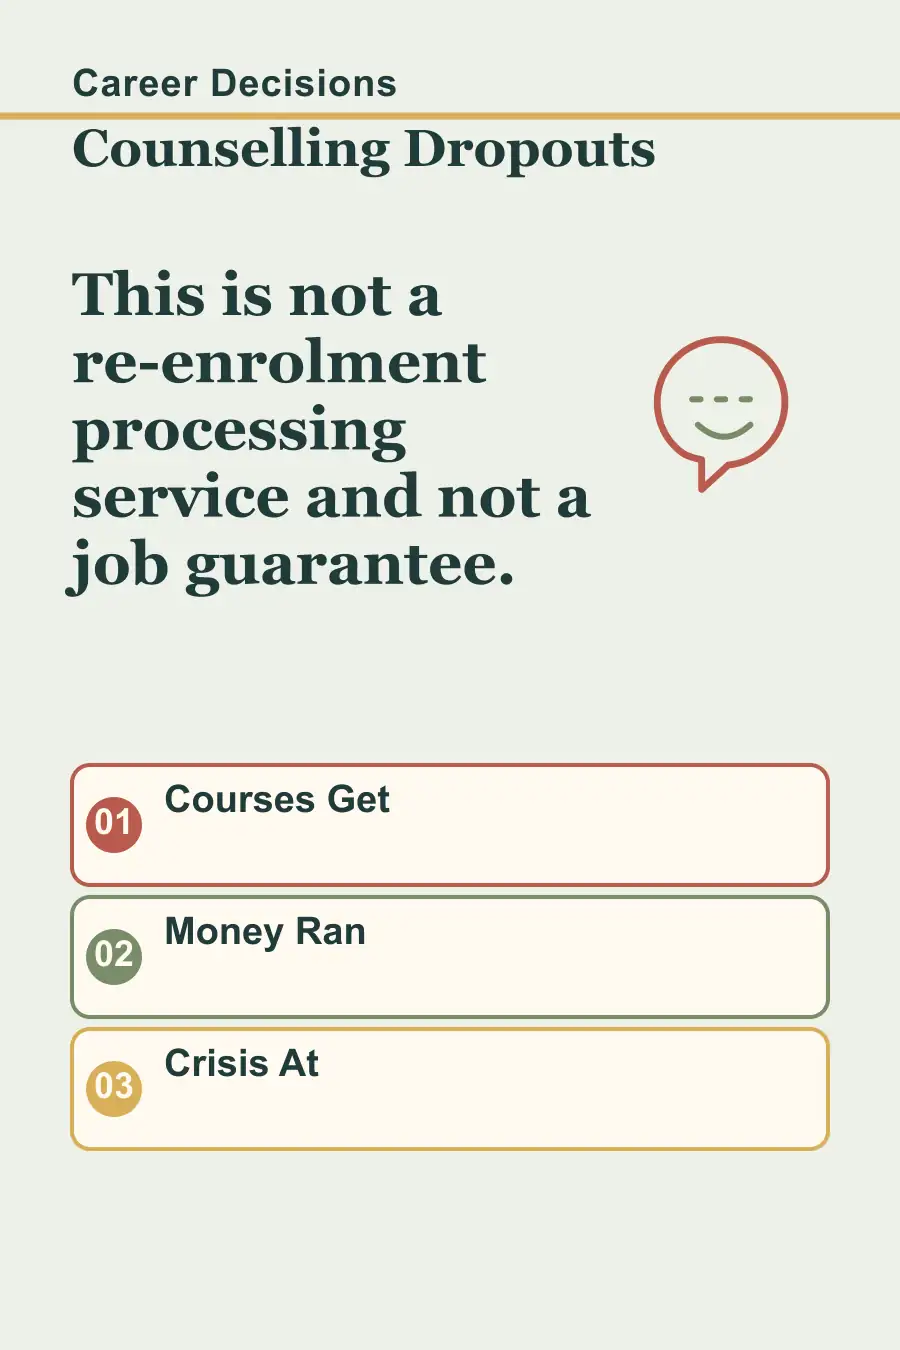 Career Decisions
Counselling Dropouts
This is not a
re-enrolment
processing
service and not a
job guarantee.
01
Courses Get
02
Money Ran
03
Crisis At